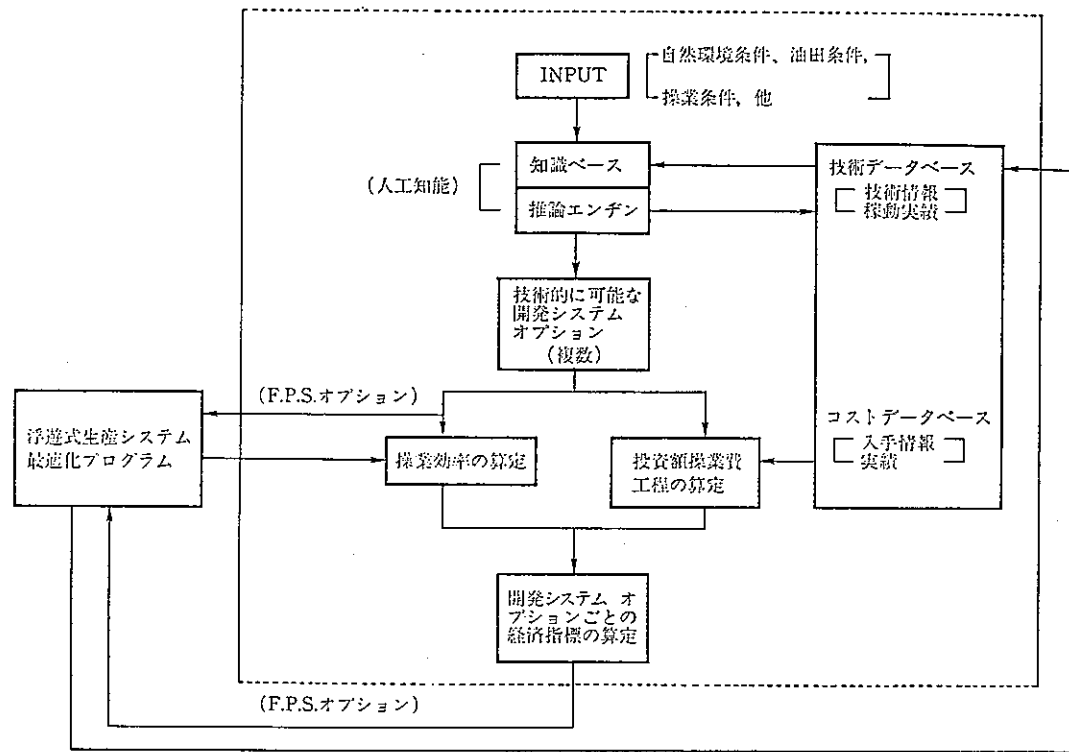 INPUT
自然環境条件、油田条件,
操業条件, 他
知識ベース
(人工知能)
推論エンヂン
技術データベース
技術情報
稼動実績
技術的に可能な
開発システム
オプション
(複数)
(F.P.S.オプション)
浮遊式生産システム
最適化プログラム
操業効率の算定
投資額操業費
工程の算定
コストデータベース
入手情報
実績
開発システム オ
プションごとの
経済指標の算定
(F.P.S.オプション)